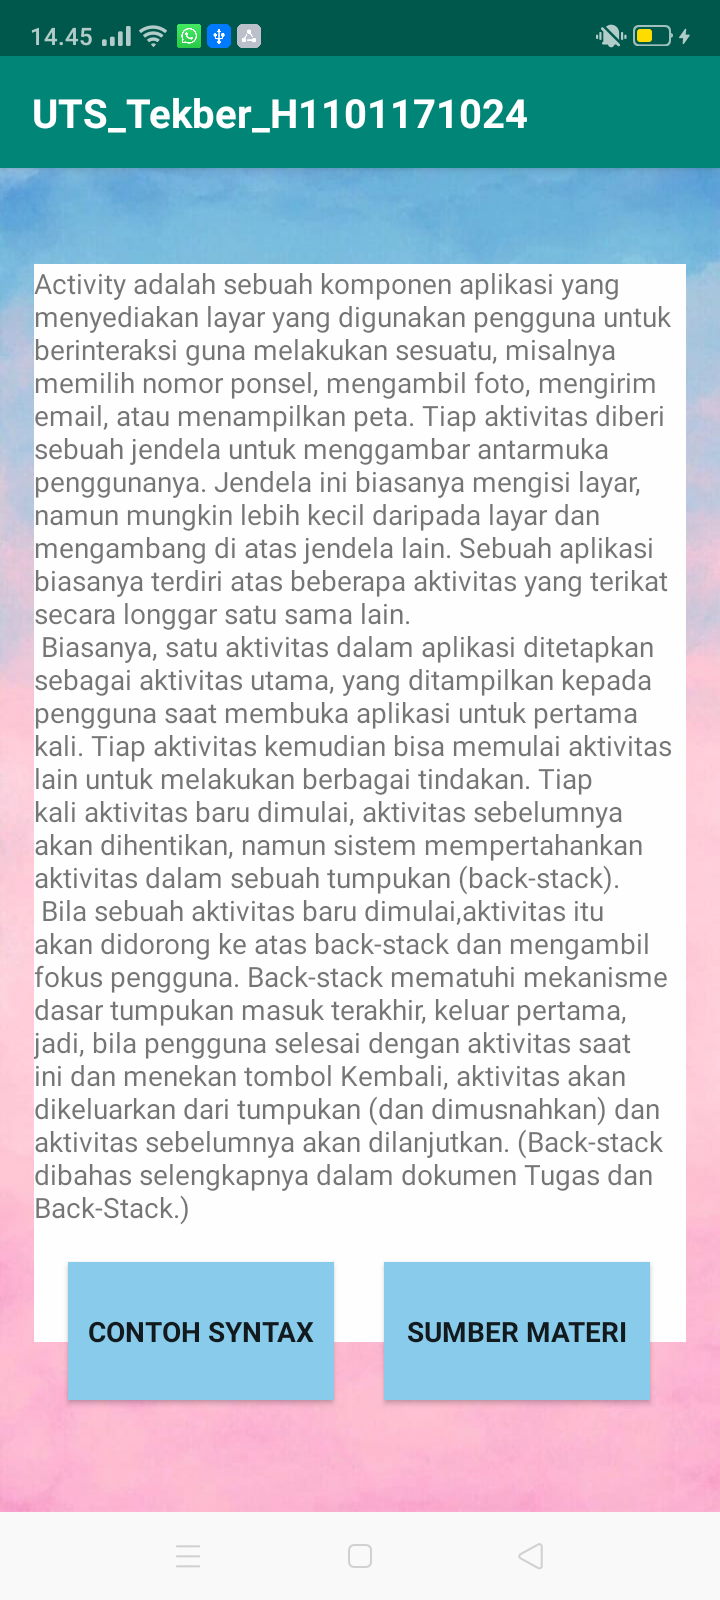 14.45
UTS_Tekber_H1101171024
Activity adalah sebuah komponen aplikasi yang
menyediakan layar yang digunakan pengguna untuk
berinteraksi guna melakukan sesuatu, misalnya
memilih nomor ponsel, mengambil foto, mengirim
email, atau menampilkan peta. Tiap aktivitas diberi
sebuah jendela untuk menggambar antarmuka
penggunanya. Jendela ini biasanya mengisi layar,
namun mungkin lebih kecil daripada layar dan
mengambang di atas jendela lain. Sebuah aplikasi
biasanya terdiri atas beberapa aktivitas yang terikat
secara longgar satu sama lain.
Biasanya, satu aktivitas dalam aplikasi ditetapkan
sebagai aktivitas utama, yang ditampilkan kepada
pengguna saat membuka aplikasi untuk pertama
kali. Tiap aktivitas kemudian bisa memulai aktivitas
lain untuk melakukan berbagai tindakan. Tiap
kali aktivitas baru dimulai, aktivitas sebelumnya
akan dihentikan, namun sistem mempertahankan
aktivitas dalam sebuah tumpukan (back-stack).
Bila sebuah aktivitas baru dimulai,aktivitas itu
akan didorong ke atas back-stack dan mengambil
fokus pengguna. Back-stack mematuhi mekanisme
dasar tumpukan masuk terakhir, keluar pertama,
jadi, bila pengguna selesai dengan aktivitas saat
ini dan menekan tombol Kembali, aktivitas akan
dikeluarkan dari tumpukan (dan dimusnahkan) dan
aktivitas sebelumnya akan dilanjutkan. (Back-stack
dibahas selengkapnya dalam dokumen Tugas dan
Back-Stack.)
CONTOH SYNTAX
SUMBER MATERI